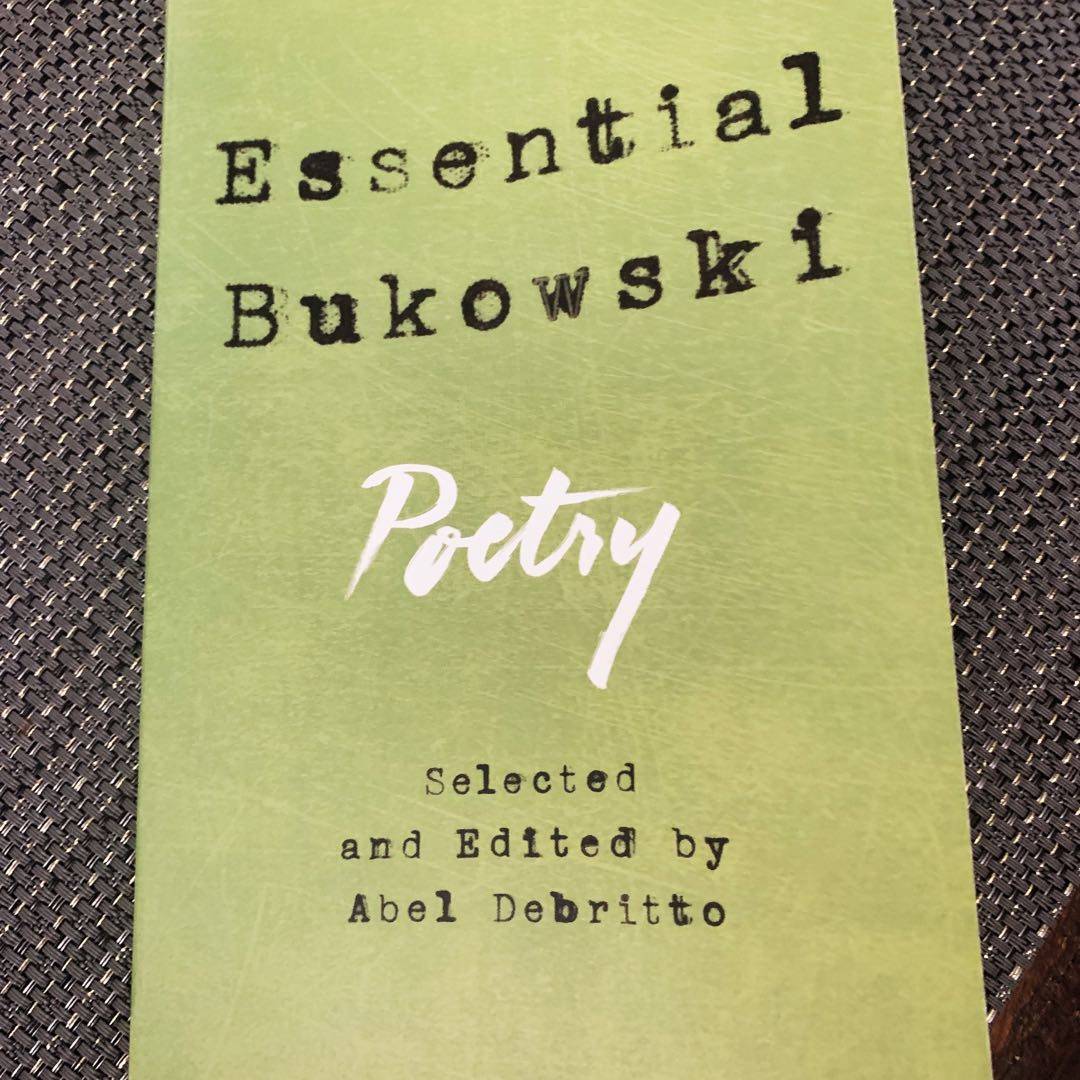 Essential
Bukowski
Poetry
Selected
and Edited by
Abel Debritto